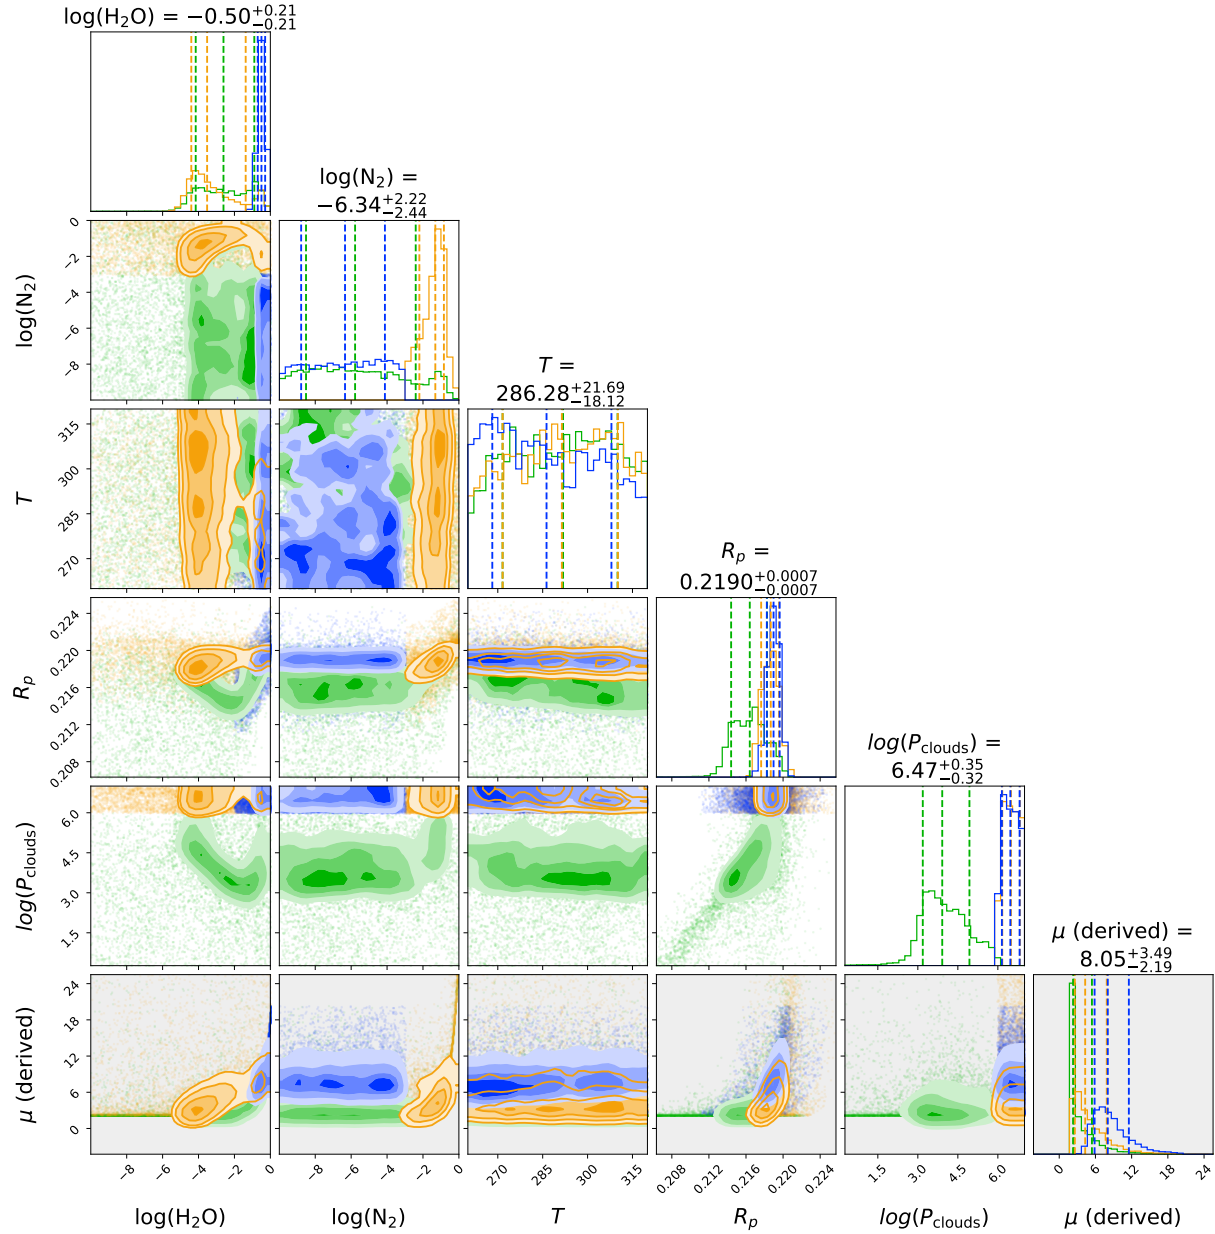 log(H₂O) = −0.50 +0.21 −0.21
log(N₂) =
−6.34 +2.22 −2.44
T =
286.28 +21.69 −18.12
R_p =
0.2190 +0.0007 −0.0007
log(P_clouds) =
6.47 +0.35 −0.32
μ (derived) =
8.05 +3.49 −2.19
log(N₂)
0
−2
−4
−6
−8
T
315
300
285
270
R_p
0.224
0.220
0.216
0.212
0.208
log(P_clouds)
6.0
4.5
3.0
1.5
μ (derived)
24
18
12
6
0
−8 −6 −4 −2 0
−8 −6 −4 −2 0
270 285 300 315
0.208 0.212 0.216 0.220 0.224
1.5 3.0 4.5 6.0
0 6 12 18 24
log(H₂O)
log(N₂)
T
R_p
log(P_clouds)
μ (derived)